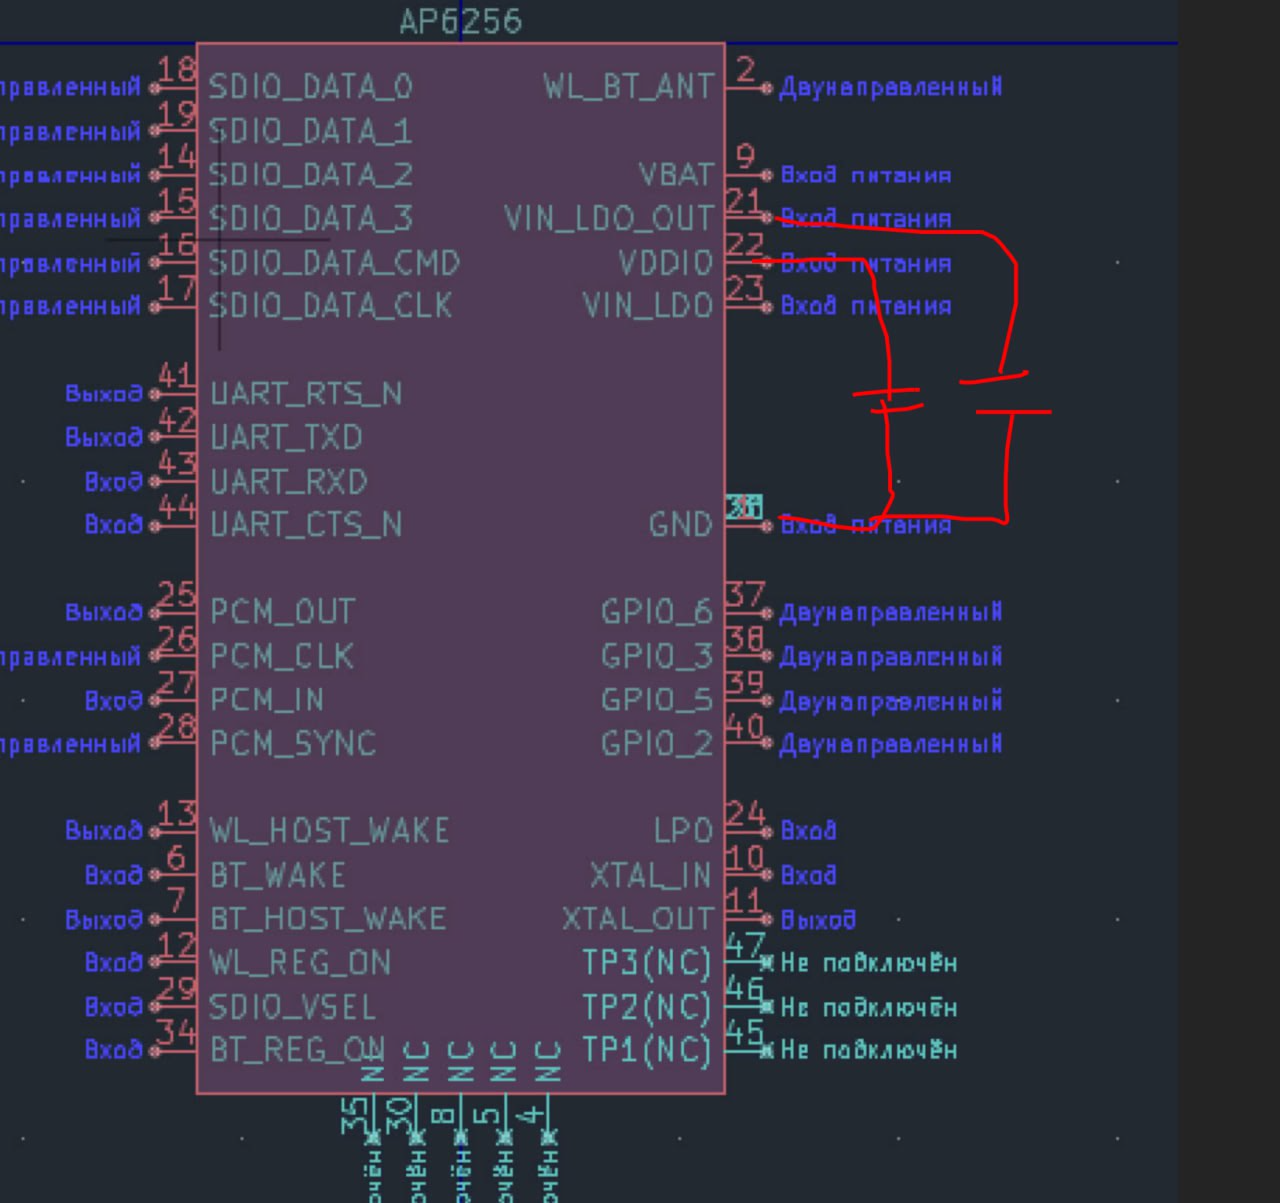 AP6256
правленный 18 SDIO_DATA_0 WL_BT_ANT 2 Двунаправленный
правленный 19 SDIO_DATA_1
правленный 14 SDIO_DATA_2 VBAT 9 Вход питания
правленный 15 SDIO_DATA_3 VIN_LDO_OUT 21 Вход питания
правленный 16 SDIO_DATA_CMD VDDIO 22 Вход питания
правленный 17 SDIO_DATA_CLK VIN_LDO 23 Вход питания
Выход 41 UART_RTS_N
Выход 42 UART_TXD
Вход 43 UART_RXD
Вход 44 UART_CTS_N GND Вход питания
Выход 25 PCM_OUT GPIO_6 37 Двунаправленный
правленный 26 PCM_CLK GPIO_3 38 Двунаправленный
Вход 27 PCM_IN GPIO_5 39 Двунаправленный
правленный 28 PCM_SYNC GPIO_2 40 Двунаправленный
Выход 13 WL_HOST_WAKE LPO 24 Вход
Вход 6 BT_WAKE XTAL_IN 10 Вход
Выход 7 BT_HOST_WAKE XTAL_OUT 11 Выход
Вход 12 WL_REG_ON TP3(NC) 47 Не подключён
Вход 29 SDIO_VSEL TP2(NC) 46 Не подключён
Вход 34 BT_REG_ON TP1(NC) 45 Не подключён
NC NC NC NC NC
35 30 8 5 4
очён чён чён чён очён